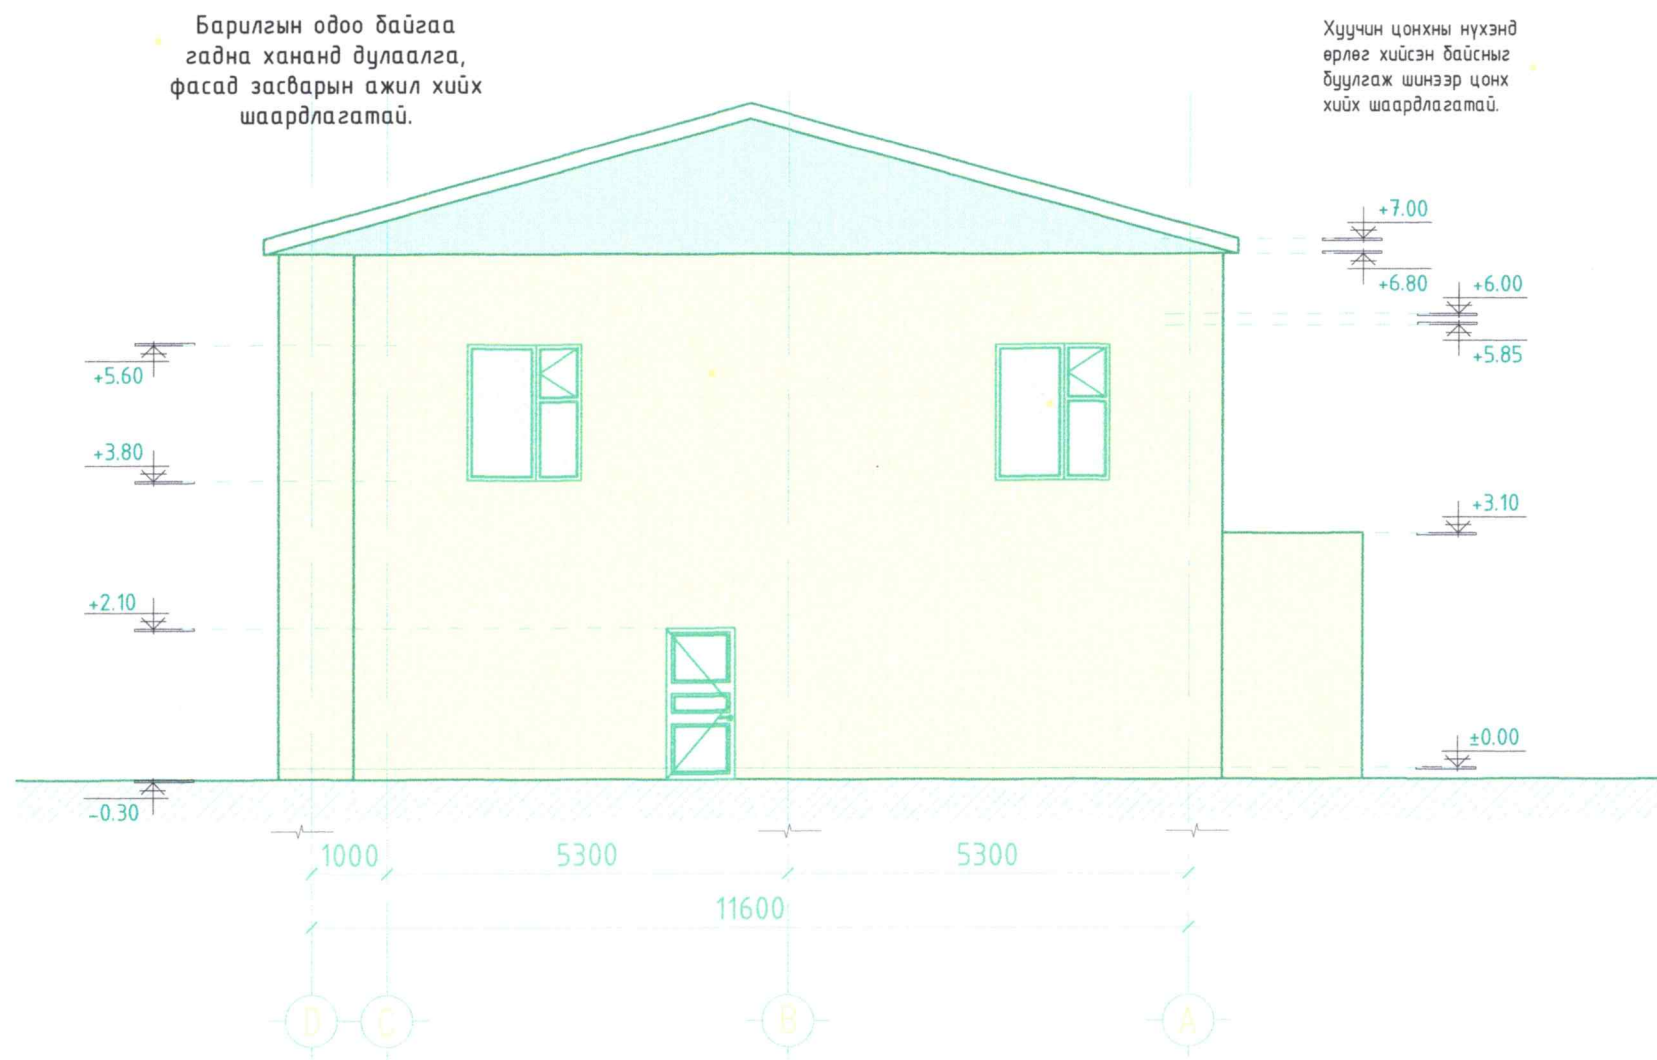 Барилгын одоо байгаа
гадна хананд дулаалга,
фасад засварын ажил хийх
шаардлагатай.
Хуучин цонхны нүхэнд
өрлөг хийсэн байсныг
буулгаж шинээр цонх
хийх шаардлагатай.
+7.00
+6.80
+6.00
+5.85
+5.60
+3.80
+3.10
+2.10
±0.00
-0.30
1000
5300
5300
11600
D
C
B
A